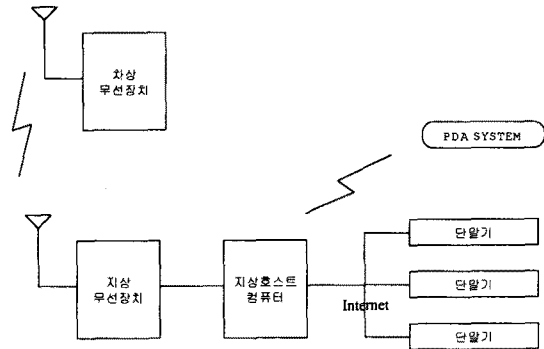 차상
무선장치
PDA SYSTEM
단말기
지상
무선장치
지상호스트
컴퓨터
단말기
Internet
단말기